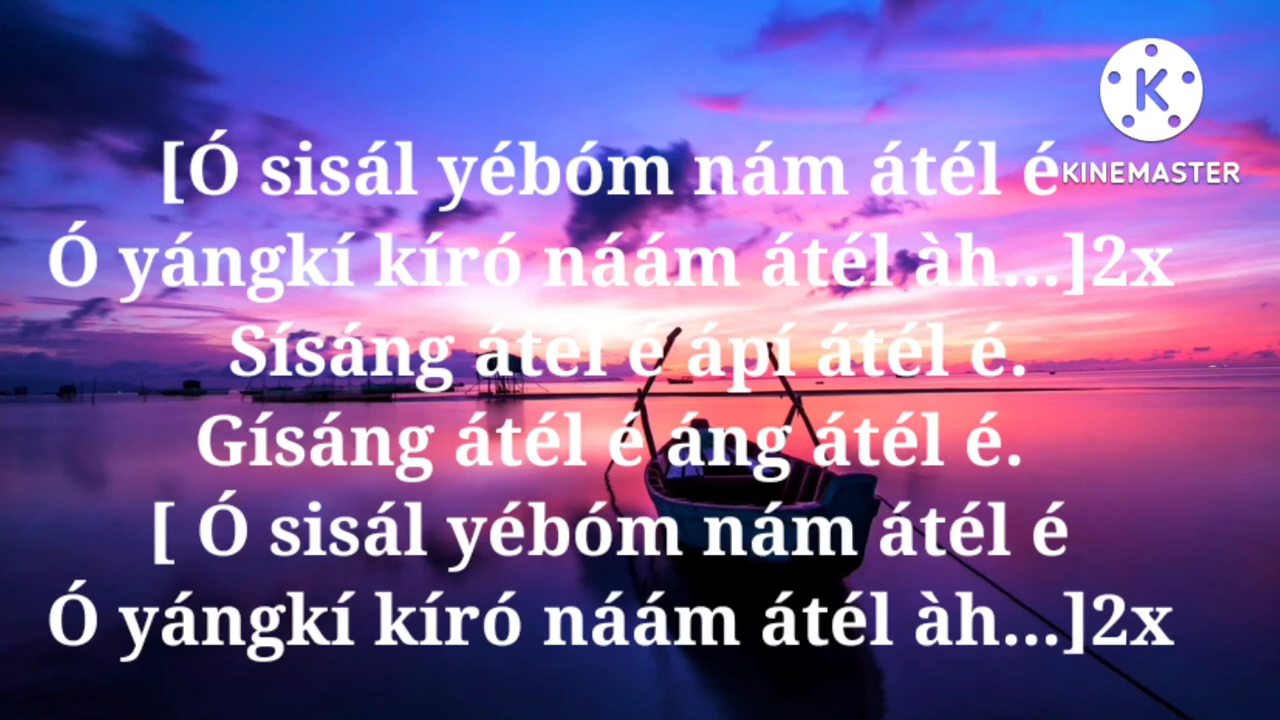 [Ó sisál yébóm nám átél é
KINEMASTER
Ó yángkí kíró náám átél àh...]2x
Sísáng átel é ápí átél é.
Gísáng átél é áng átél é.
[ Ó sisál yébóm nám átél é
Ó yángkí kíró náám átél àh...]2x